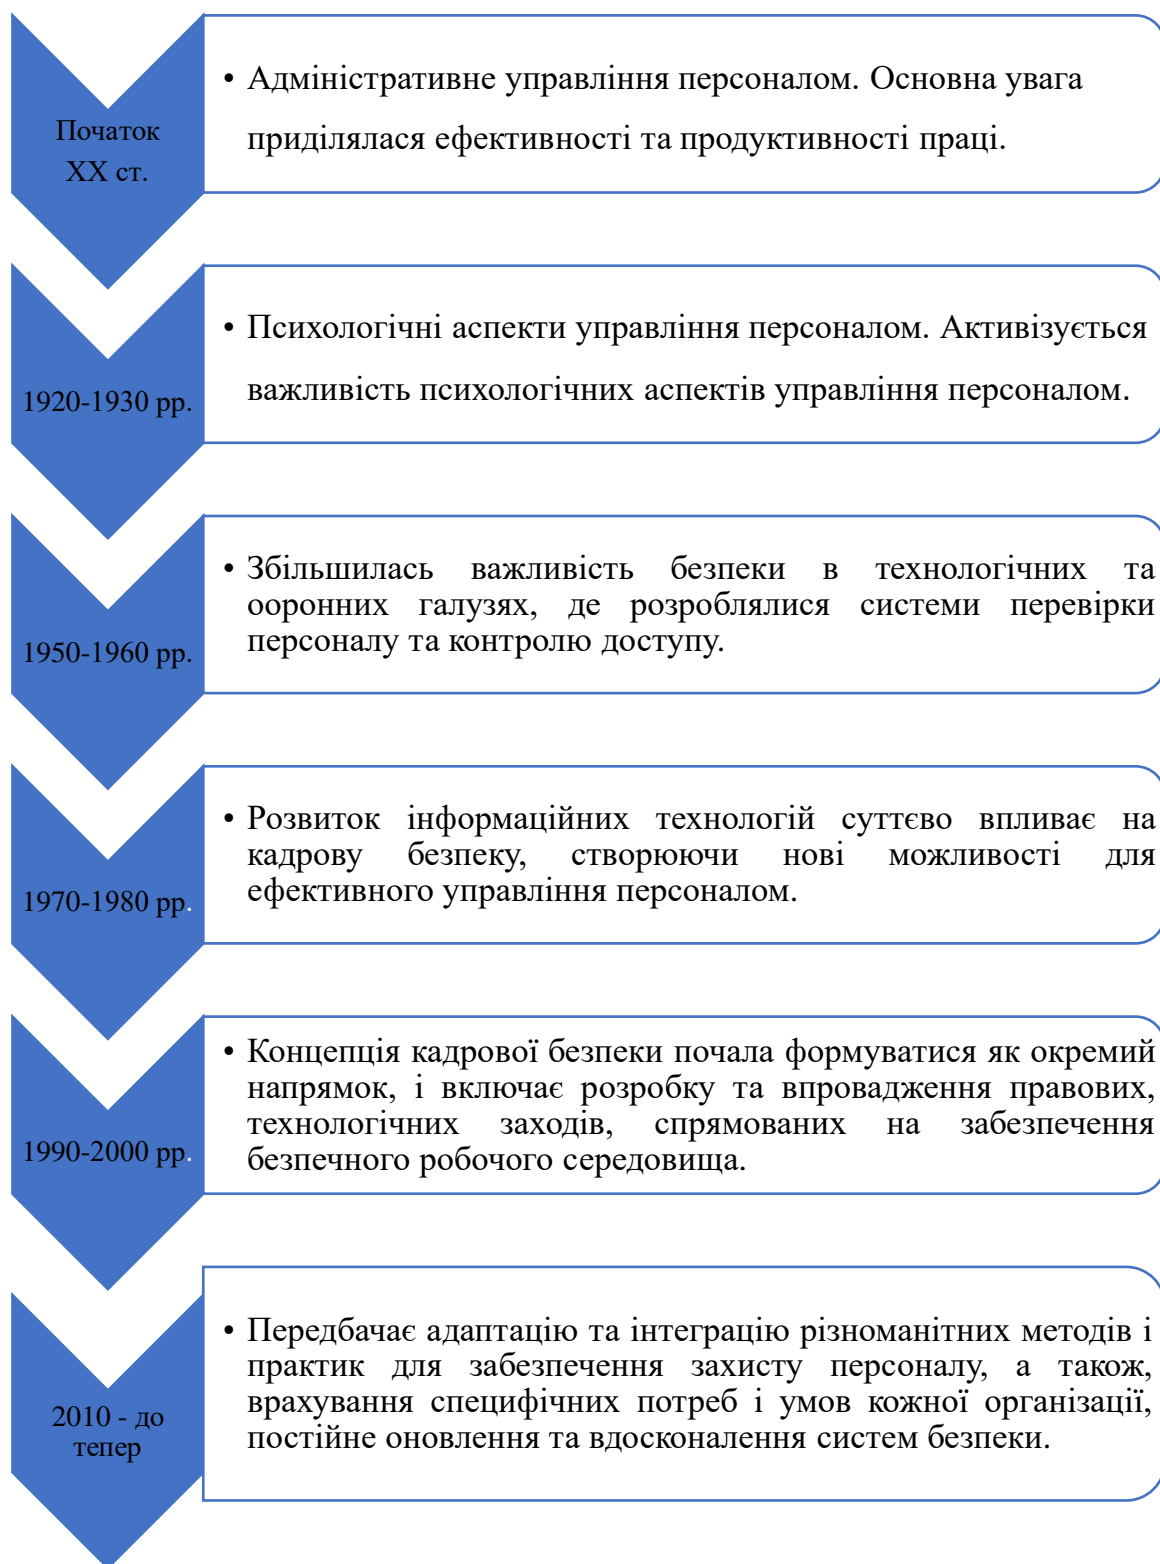 Початок
XX ст.
• Адміністративне управління персоналом. Основна увага
приділялася ефективності та продуктивності праці.
1920-1930 рр.
• Психологічні аспекти управління персоналом. Активізується
важливість психологічних аспектів управління персоналом.
1950-1960 рр.
• Збільшилась важливість безпеки в технологічних та
ооронних галузях, де розроблялися системи перевірки
персоналу та контролю доступу.
1970-1980 рр.
• Розвиток інформаційних технологій суттєво впливає на
кадрову безпеку, створюючи нові можливості для
ефективного управління персоналом.
1990-2000 рр.
• Концепція кадрової безпеки почала формуватися як окремий
напрямок, і включає розробку та впровадження правових,
технологічних заходів, спрямованих на забезпечення
безпечного робочого середовища.
2010 - до
тепер
• Передбачає адаптацію та інтеграцію різноманітних методів і
практик для забезпечення захисту персоналу, а також,
врахування специфічних потреб і умов кожної організації,
постійне оновлення та вдосконалення систем безпеки.